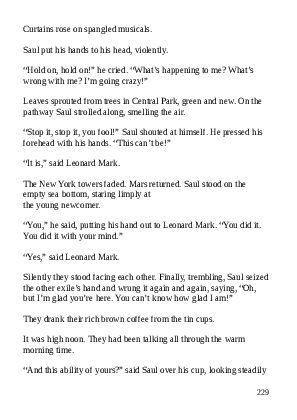 Curtains rose on spangled musicals.
Saul put his hands to his head, violently.
“Hold on, hold on!” he cried. “What’s happening to me? What’s
wrong with me? I’m going crazy!”
Leaves sprouted from trees in Central Park, green and new. On the
pathway Saul strolled along, smelling the air.
“Stop it, stop it, you fool!” Saul shouted at himself. He pressed his
forehead with his hands. “This can’t be!”
“It is,” said Leonard Mark.
The New York towers faded. Mars returned. Saul stood on the
empty sea bottom, staring limply at
the young newcomer.
“You,” he said, putting his hand out to Leonard Mark. “You did it.
You did it with your mind.”
“Yes,” said Leonard Mark.
Silently they stood facing each other. Finally, trembling, Saul seized
the other exile’s hand and wrung it again and again, saying, “Oh,
but I’m glad you’re here. You can’t know how glad I am!”
They drank their rich brown coffee from the tin cups.
It was high noon. They had been talking all through the warm
morning time.
“And this ability of yours?” said Saul over his cup, looking steadily
229